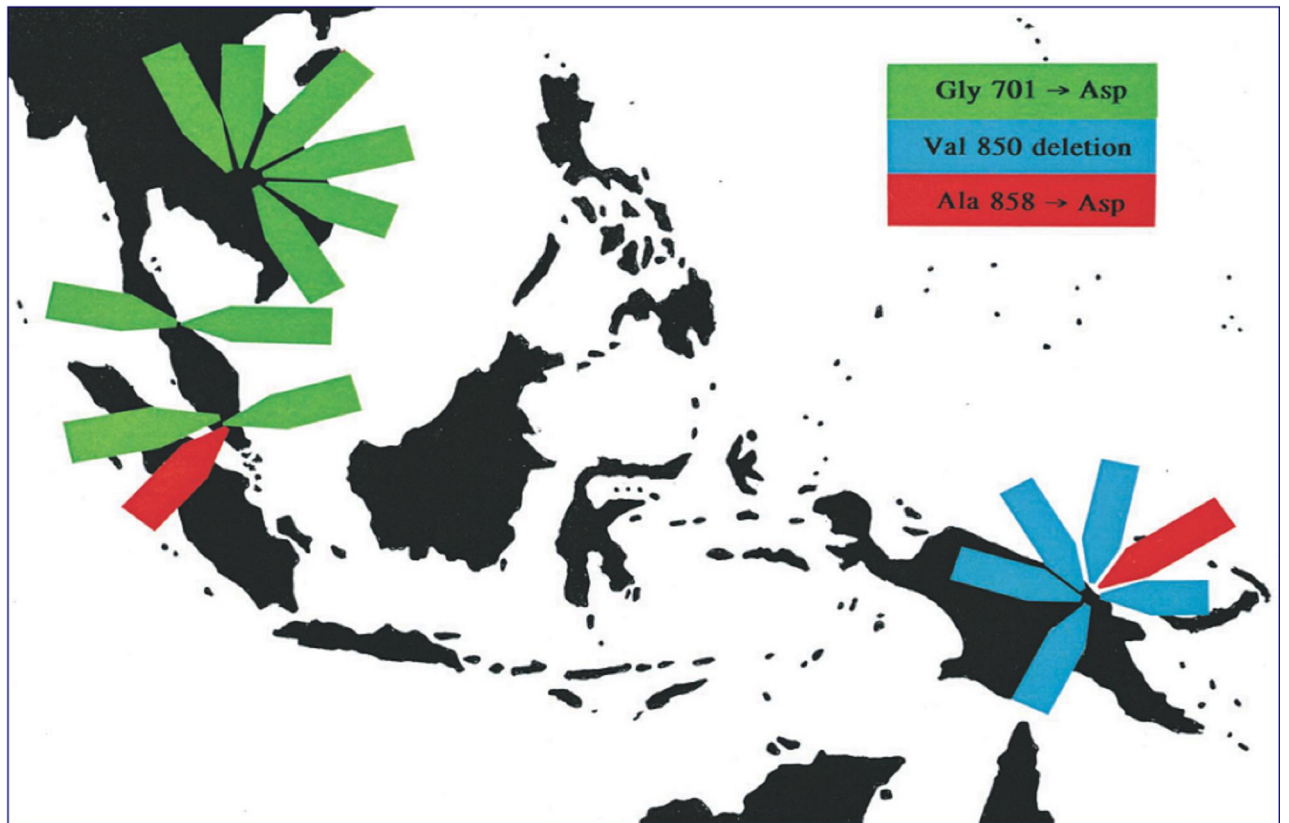 Gly 701 → Asp
Val 850 deletion
Ala 858 → Asp